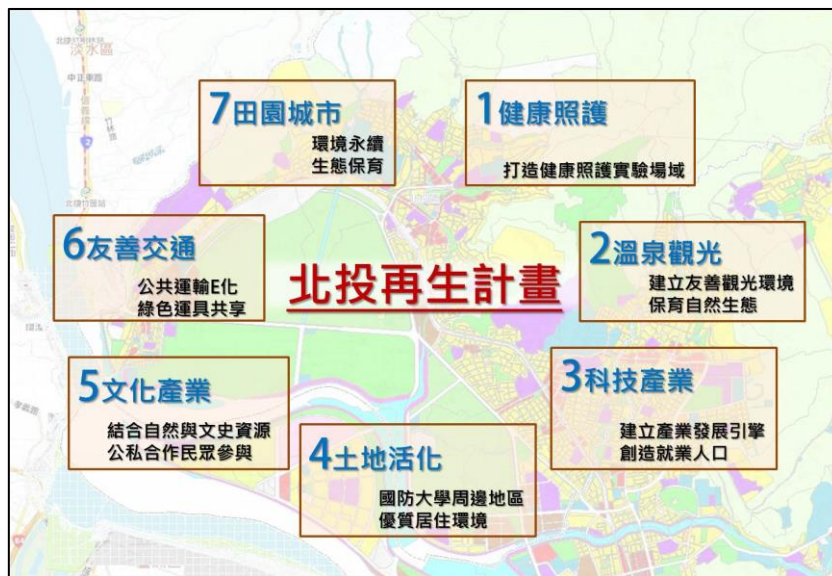 北投再生計畫
1健康照護
打造健康照護實驗場域
2溫泉觀光
建立友善觀光環境
保育自然生態
3科技產業
建立產業發展引擎
創造就業人口
4土地活化
國防大學周邊地區
優質居住環境
5文化產業
結合自然與文史資源
公私合作民眾參與
6友善交通
公共運輸E化
綠色運具共享
7田園城市
環境永續
生態保育
淡水區
中正東路